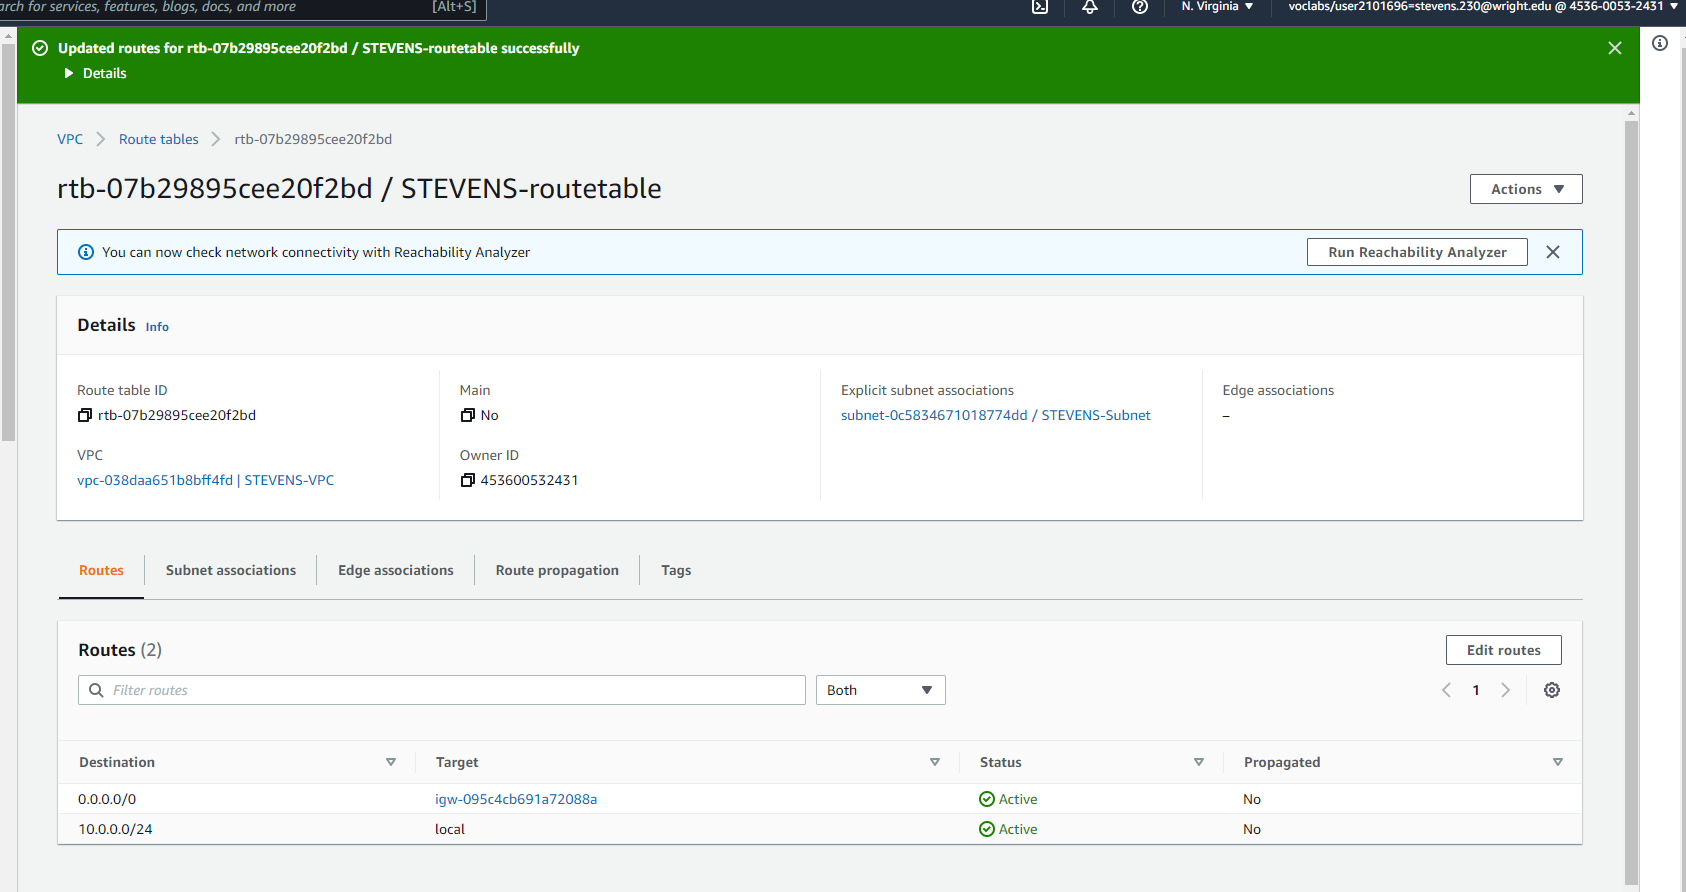 arch for services, features, blogs, docs, and more [Alt+S] N. Virginia ▼ voclabs/user2101696=stevens.230@wright.edu @ 4536-0053-2431 ▼
Updated routes for rtb-07b29895cee20f2bd / STEVENS-routetable successfully
Details
VPC Route tables rtb-07b29895cee20f2bd
rtb-07b29895cee20f2bd / STEVENS-routetable Actions
You can now check network connectivity with Reachability Analyzer Run Reachability Analyzer
Details Info
Route table ID Main Explicit subnet associations Edge associations
rtb-07b29895cee20f2bd No subnet-0c5834671018774dd / STEVENS-Subnet –
VPC Owner ID
vpc-038daa651b8bff4fd | STEVENS-VPC 453600532431
Routes Subnet associations Edge associations Route propagation Tags
Routes (2) Edit routes
Filter routes Both 1
Destination Target Status Propagated
0.0.0.0/0 igw-095c4cb691a72088a Active No
10.0.0.0/24 local Active No